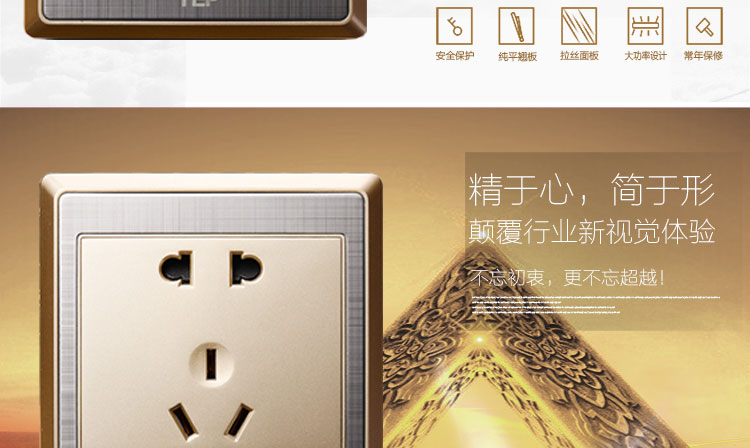 安全保护 纯平翘板 拉丝面板 大功率设计 常年保修
精于心，简于形
颠覆行业新视觉体验
不忘初衷，更不忘超越！